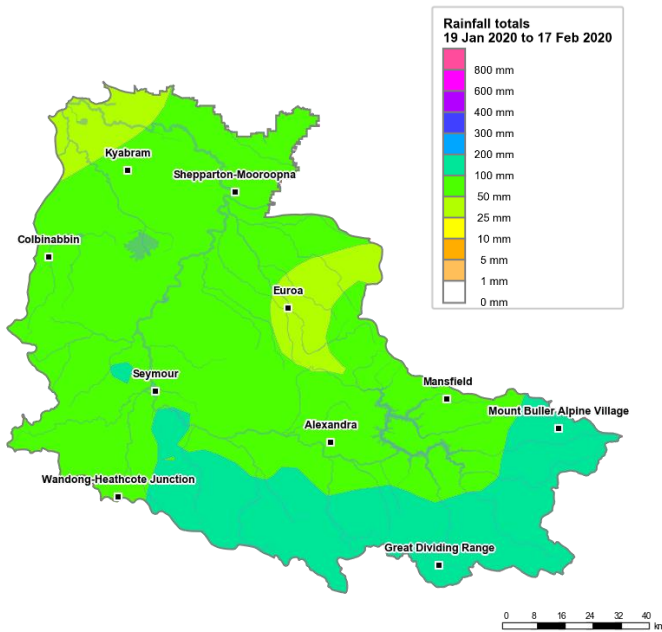 Rainfall totals
19 Jan 2020 to 17 Feb 2020
800 mm
600 mm
400 mm
300 mm
200 mm
100 mm
50 mm
25 mm
10 mm
5 mm
1 mm
0 mm
Kyabram
Shepparton-Mooroopna
Colbinabbin
Euroa
Seymour
Mansfield
Mount Buller Alpine Village
Alexandra
Wandong-Heathcote Junction
Great Dividing Range
0 8 16 24 32 40
km